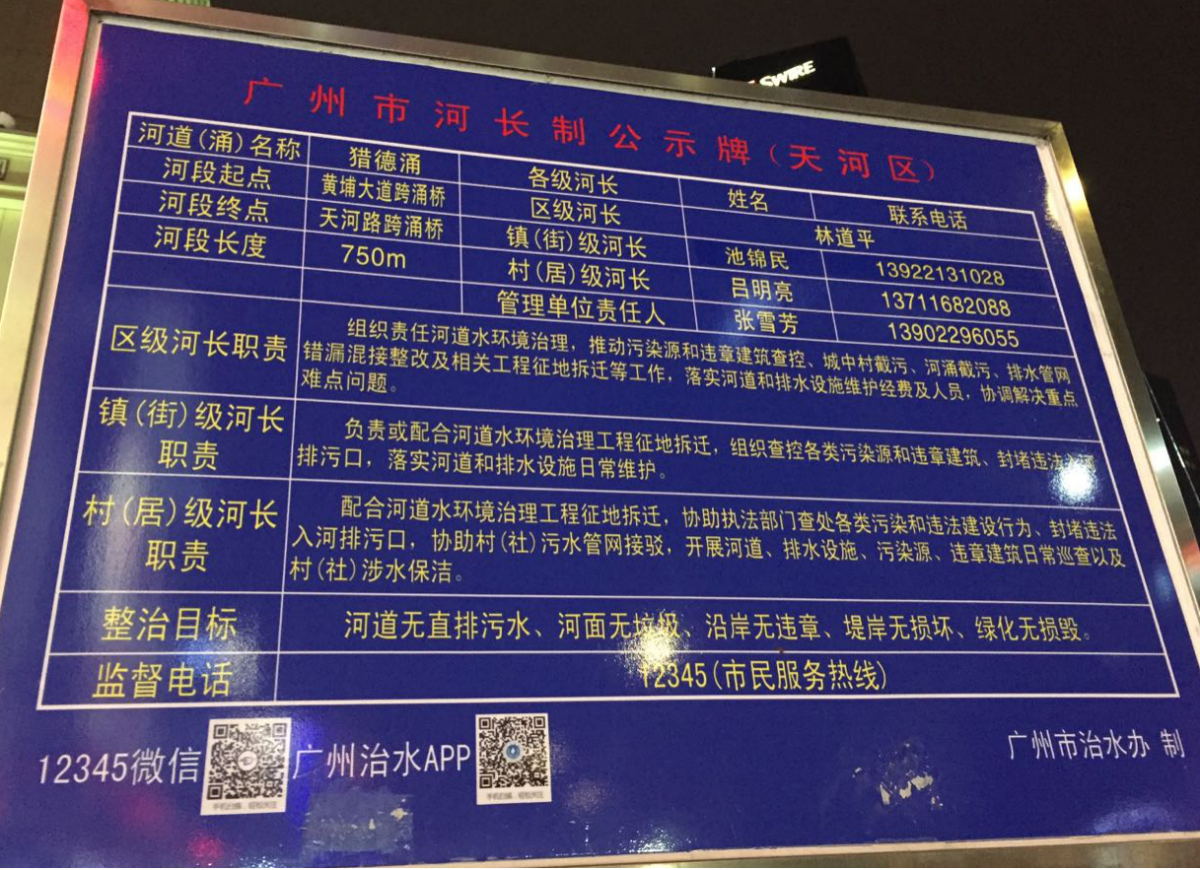 SWIRE
广州市河长制公示牌(天河区)
河道(涌)名称 猎德涌 各级河长 姓名 联系电话
河段起点 黄埔大道跨涌桥 区级河长 林道平
河段终点 天河路跨涌桥 镇(街)级河长 池锦民 13922131028
河段长度 750m 村(居)级河长 吕明亮 13711682088
管理单位责任人 张雪芳 13902296055
区级河长职责
组织责任河道水环境治理，推动污染源和违章建筑查控、城中村截污、河涌截污、排水管网
错漏混接整改及相关工程征地拆迁等工作，落实河道和排水设施维护经费及人员，协调解决重点
难点问题。
镇(街)级河长
职责
负责或配合河道水环境治理工程征地拆迁，组织查控各类污染源和违章建筑、封堵违法入河
排污口，落实河道和排水设施日常维护。
村(居)级河长
职责
配合河道水环境治理工程征地拆迁，协助执法部门查处各类污染和违法建设行为、封堵违法
入河排污口，协助村(社)污水管网接驳，开展河道、排水设施、污染源、违章建筑日常巡查以及
村(社)涉水保洁。
整治目标 河道无直排污水、河面无垃圾、沿岸无违章、堤岸无损坏、绿化无损毁。
监督电话 12345(市民服务热线)
12345微信 广州治水APP 广州市治水办 制